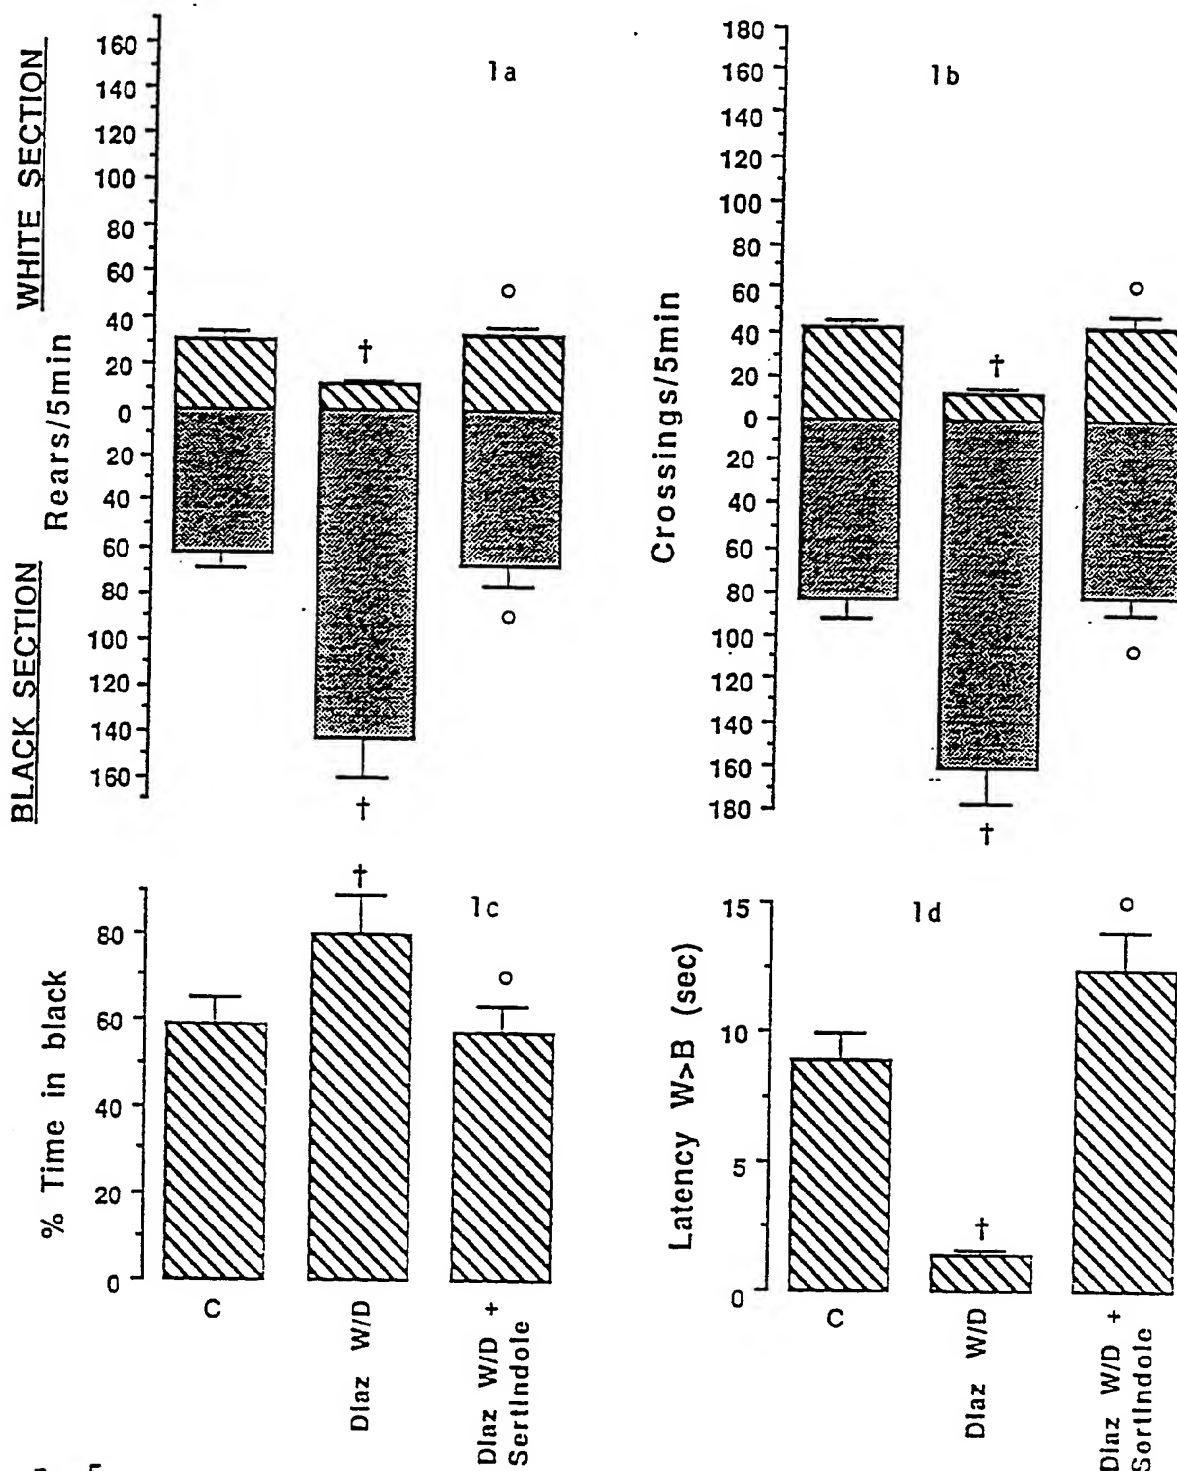 WHITE SECTION
BLACK SECTION
Rears/5min
160
140
120
100
80
60
40
20
0
20
40
60
80
100
120
140
160
1a
†
†
o
o
Crossings/5min
180
160
140
120
100
80
60
40
20
0
20
40
60
80
100
120
140
160
180
1b
†
†
o
o
% Time in black
80
60
40
20
0
1c
†
o
C
Diaz W/D
Diaz W/D +
Sertindole
Latency W>B (sec)
15
10
5
0
1d
†
o
C
Diaz W/D
Diaz W/D +
Sortindole